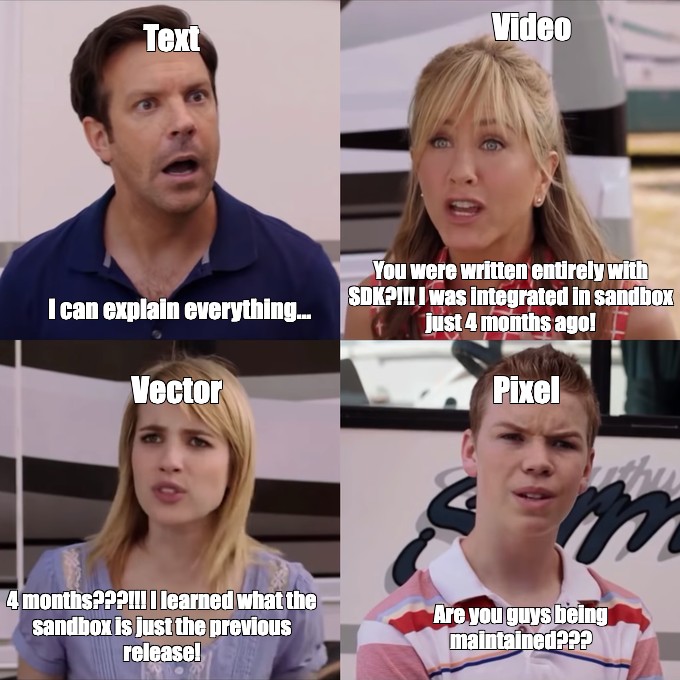 Text
I can explain everything...
Video
You were written entirely with
SDK?!!! I was integrated in sandbox
just 4 months ago!
Vector
4 months???!!! I learned what the
sandbox is just the previous
release!
Pixel
Are you guys being
maintained???